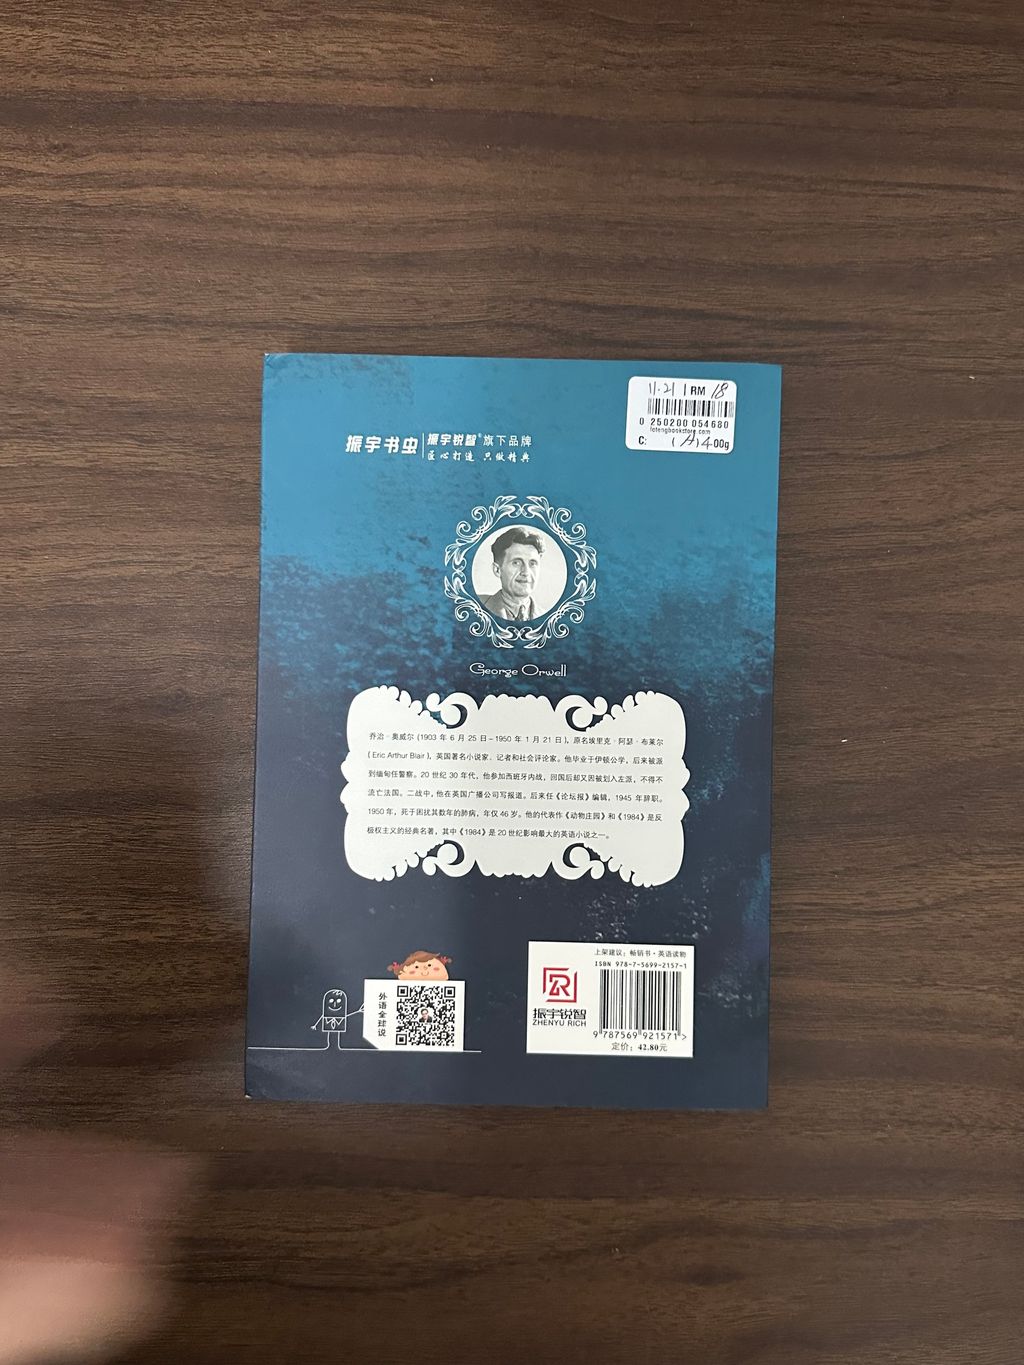 11.21 | RM 18
0 250200 054680
fotengbookstore.com
C: (A)400g
振宇书虫 振宇锐智®旗下品牌
匠心打造 只做精典
George Orwell
乔治·奥威尔 (1903 年 6 月 25 日-1950 年 1 月 21 日), 原名埃里克·阿瑟·布莱尔
(Eric Arthur Blair), 英国著名小说家、记者和社会评论家。他毕业于伊顿公学，后来被派
到缅甸任警察。20 世纪 30 年代，他参加西班牙内战，回国后却又因被划入左派，不得不
流亡法国。二战中，他在英国广播公司写报道。后来任《论坛报》编辑，1945 年辞职。
1950 年，死于困扰其数年的肺病，年仅 46 岁。他的代表作《动物庄园》和《1984》是反
极权主义的经典名著，其中《1984》是 20 世纪影响最大的英语小说之一。
外语全球说
上架建议：畅销书·英语读物
ISBN 978-7-5699-2157-1
ZR
振宇锐智
ZHENYU RICH
9 787569 921571 >
定价：42.80元